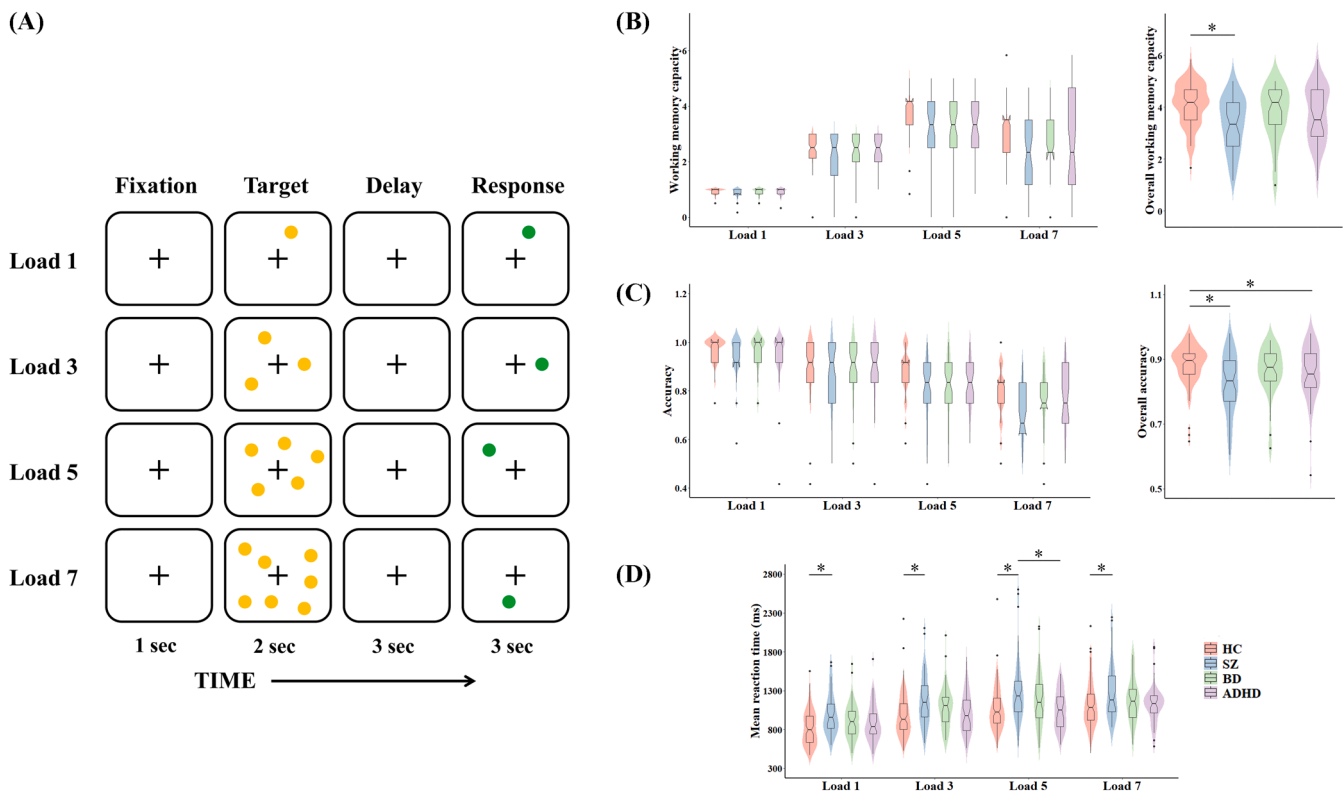 (A)
Fixation Target Delay Response
Load 1
Load 3
Load 5
Load 7
1 sec 2 sec 3 sec 3 sec
TIME
(B)
Working memory capacity
6
4
2
0
Load 1 Load 3 Load 5 Load 7
Overall working memory capacity
6
4
2
0
*
(C)
Accuracy
1.2
1.0
0.8
0.6
0.4
Load 1 Load 3 Load 5 Load 7
Overall accuracy
1.1
0.9
0.7
0.5
* *
(D)
Mean reaction time (ms)
2800
2300
1800
1300
800
300
* * * * *
Load 1 Load 3 Load 5 Load 7
HC
SZ
BD
ADHD